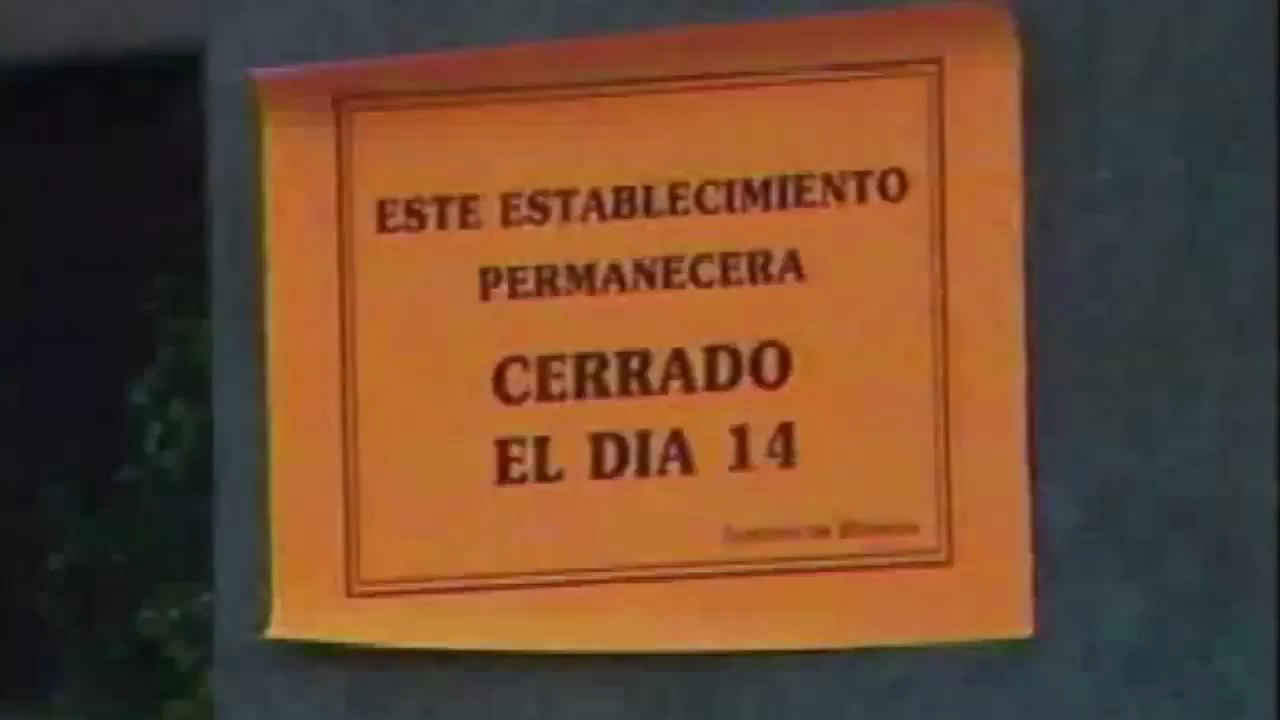 ESTE ESTABLECIMIENTO
PERMANECERA
CERRADO
EL DIA 14